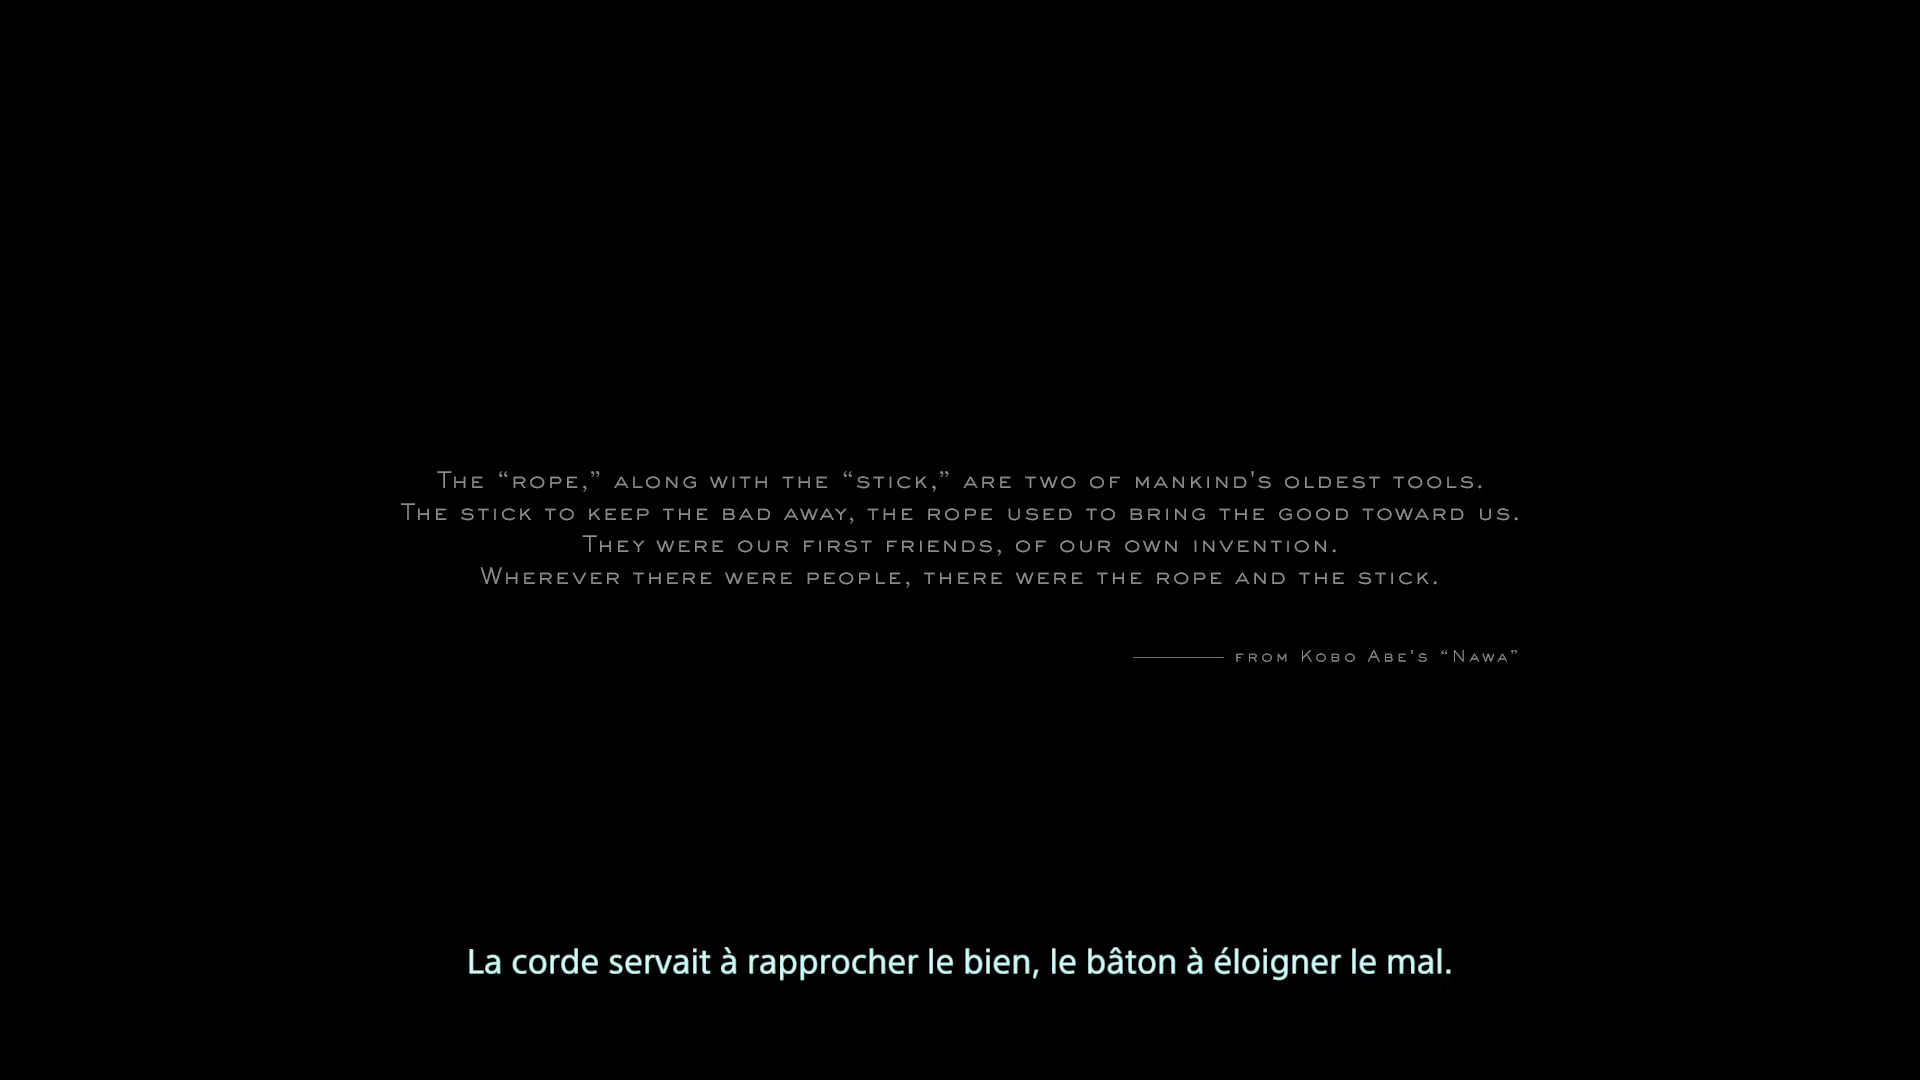 The “rope,” along with the “stick,” are two of mankind's oldest tools.
The stick to keep the bad away, the rope used to bring the good toward us.
They were our first friends, of our own invention.
Wherever there were people, there were the rope and the stick.
from Kobo Abe's “Nawa”
La corde servait à rapprocher le bien, le bâton à éloigner le mal.